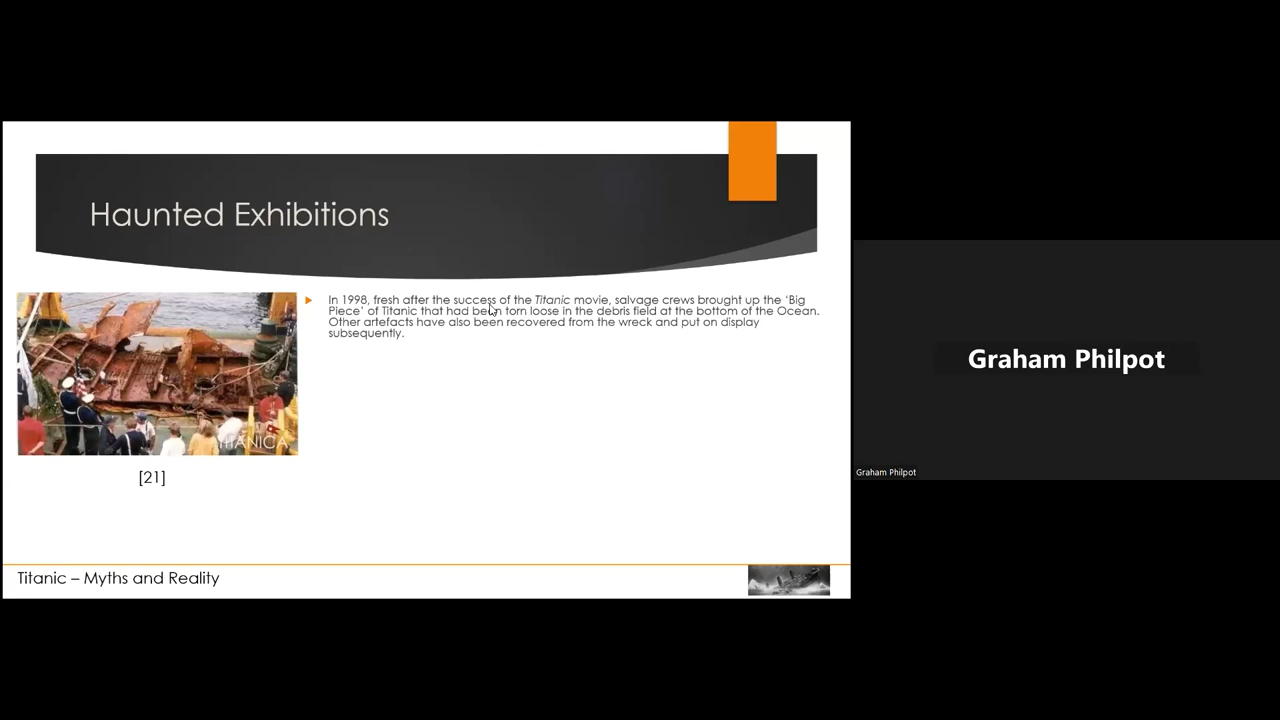 Haunted Exhibitions
In 1998, fresh after the success of the Titanic movie, salvage crews brought up the ‘Big
Piece’ of Titanic that had been torn loose in the debris field at the bottom of the Ocean.
Other artefacts have also been recovered from the wreck and put on display
subsequently.
TITANICA
[21]
Titanic – Myths and Reality
Graham Philpot
Graham Philpot